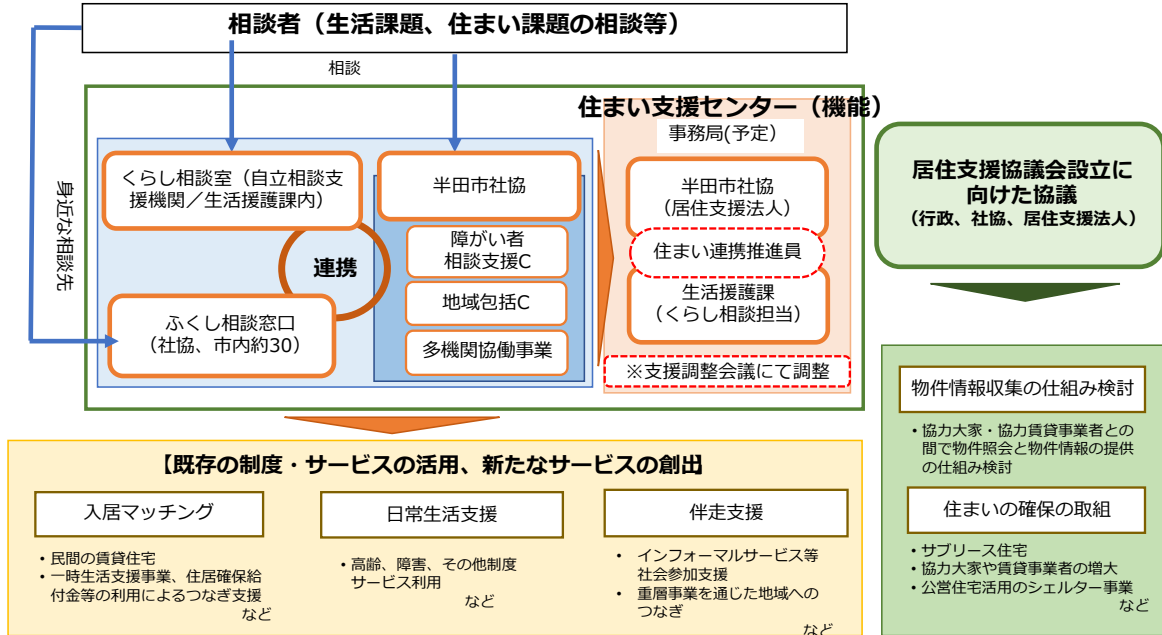 相談者（生活課題、住まい課題の相談等）
相談
身近な相談先
くらし相談室（自立相談支
援機関／生活援護課内）
連携
ふくし相談窓口
（社協、市内約30）
半田市社協
障がい者
相談支援C
地域包括C
多機関協働事業
住まい支援センター（機能）
事務局(予定）
半田市社協
（居住支援法人）
住まい連携推進員
生活援護課
（くらし相談担当）
※支援調整会議にて調整
居住支援協議会設立に
向けた協議
（行政、社協、居住支援法人）
物件情報収集の仕組み検討
・協力大家・協力賃貸事業者との
間で物件照会と物件情報の提供
の仕組み検討
住まいの確保の取組
・サブリース住宅
・協力大家や賃貸事業者の増大
・公営住宅活用のシェルター事業
など
【既存の制度・サービスの活用、新たなサービスの創出
入居マッチング
・民間の賃貸住宅
・一時生活支援事業、住居確保給
付金等の利用によるつなぎ支援
など
日常生活支援
・高齢、障害、その他制度
サービス利用
など
伴走支援
• インフォーマルサービス等
社会参加支援
• 重層事業を通じた地域への
つなぎ
など